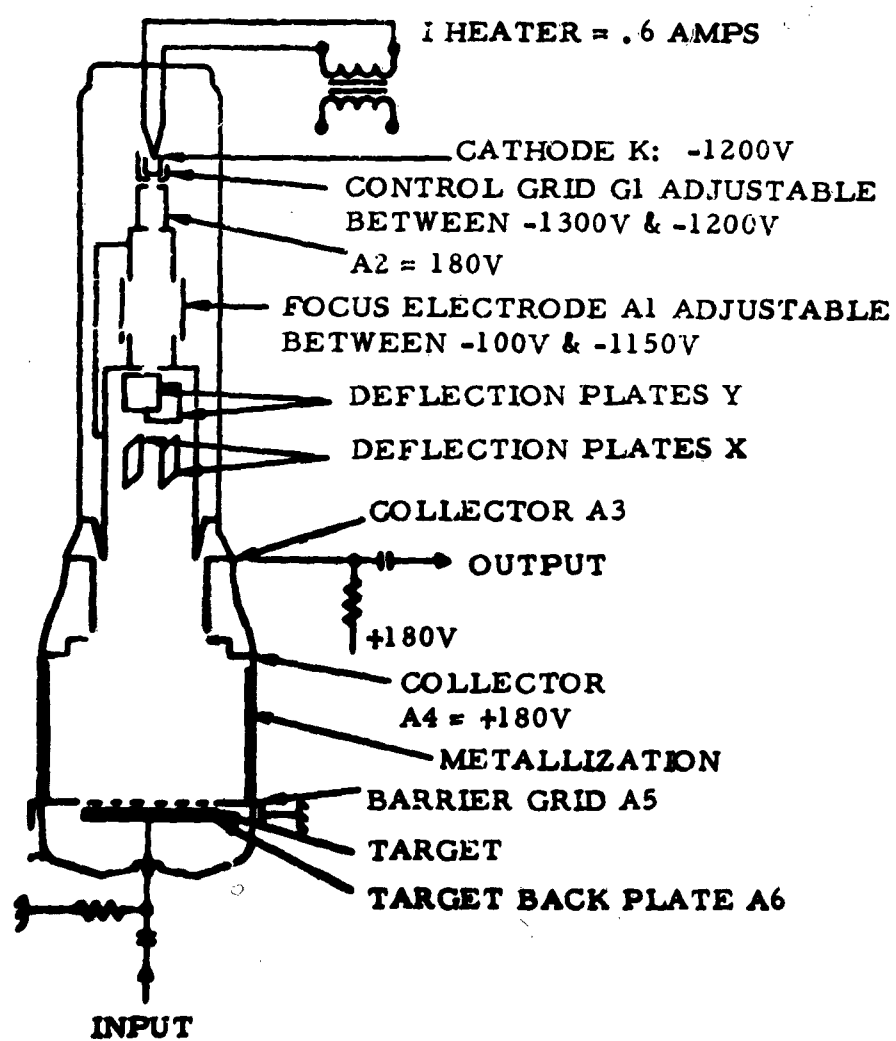 I HEATER = .6 AMPS
CATHODE K: -1200V
CONTROL GRID G1 ADJUSTABLE
BETWEEN -1300V & -1200V
A2 = 180V
FOCUS ELECTRODE A1 ADJUSTABLE
BETWEEN -100V & -1150V
DEFLECTION PLATES Y
DEFLECTION PLATES X
COLLECTOR A3
OUTPUT
+180V
COLLECTOR
A4 = +180V
METALLIZATION
BARRIER GRID A5
TARGET
TARGET BACK PLATE A6
INPUT